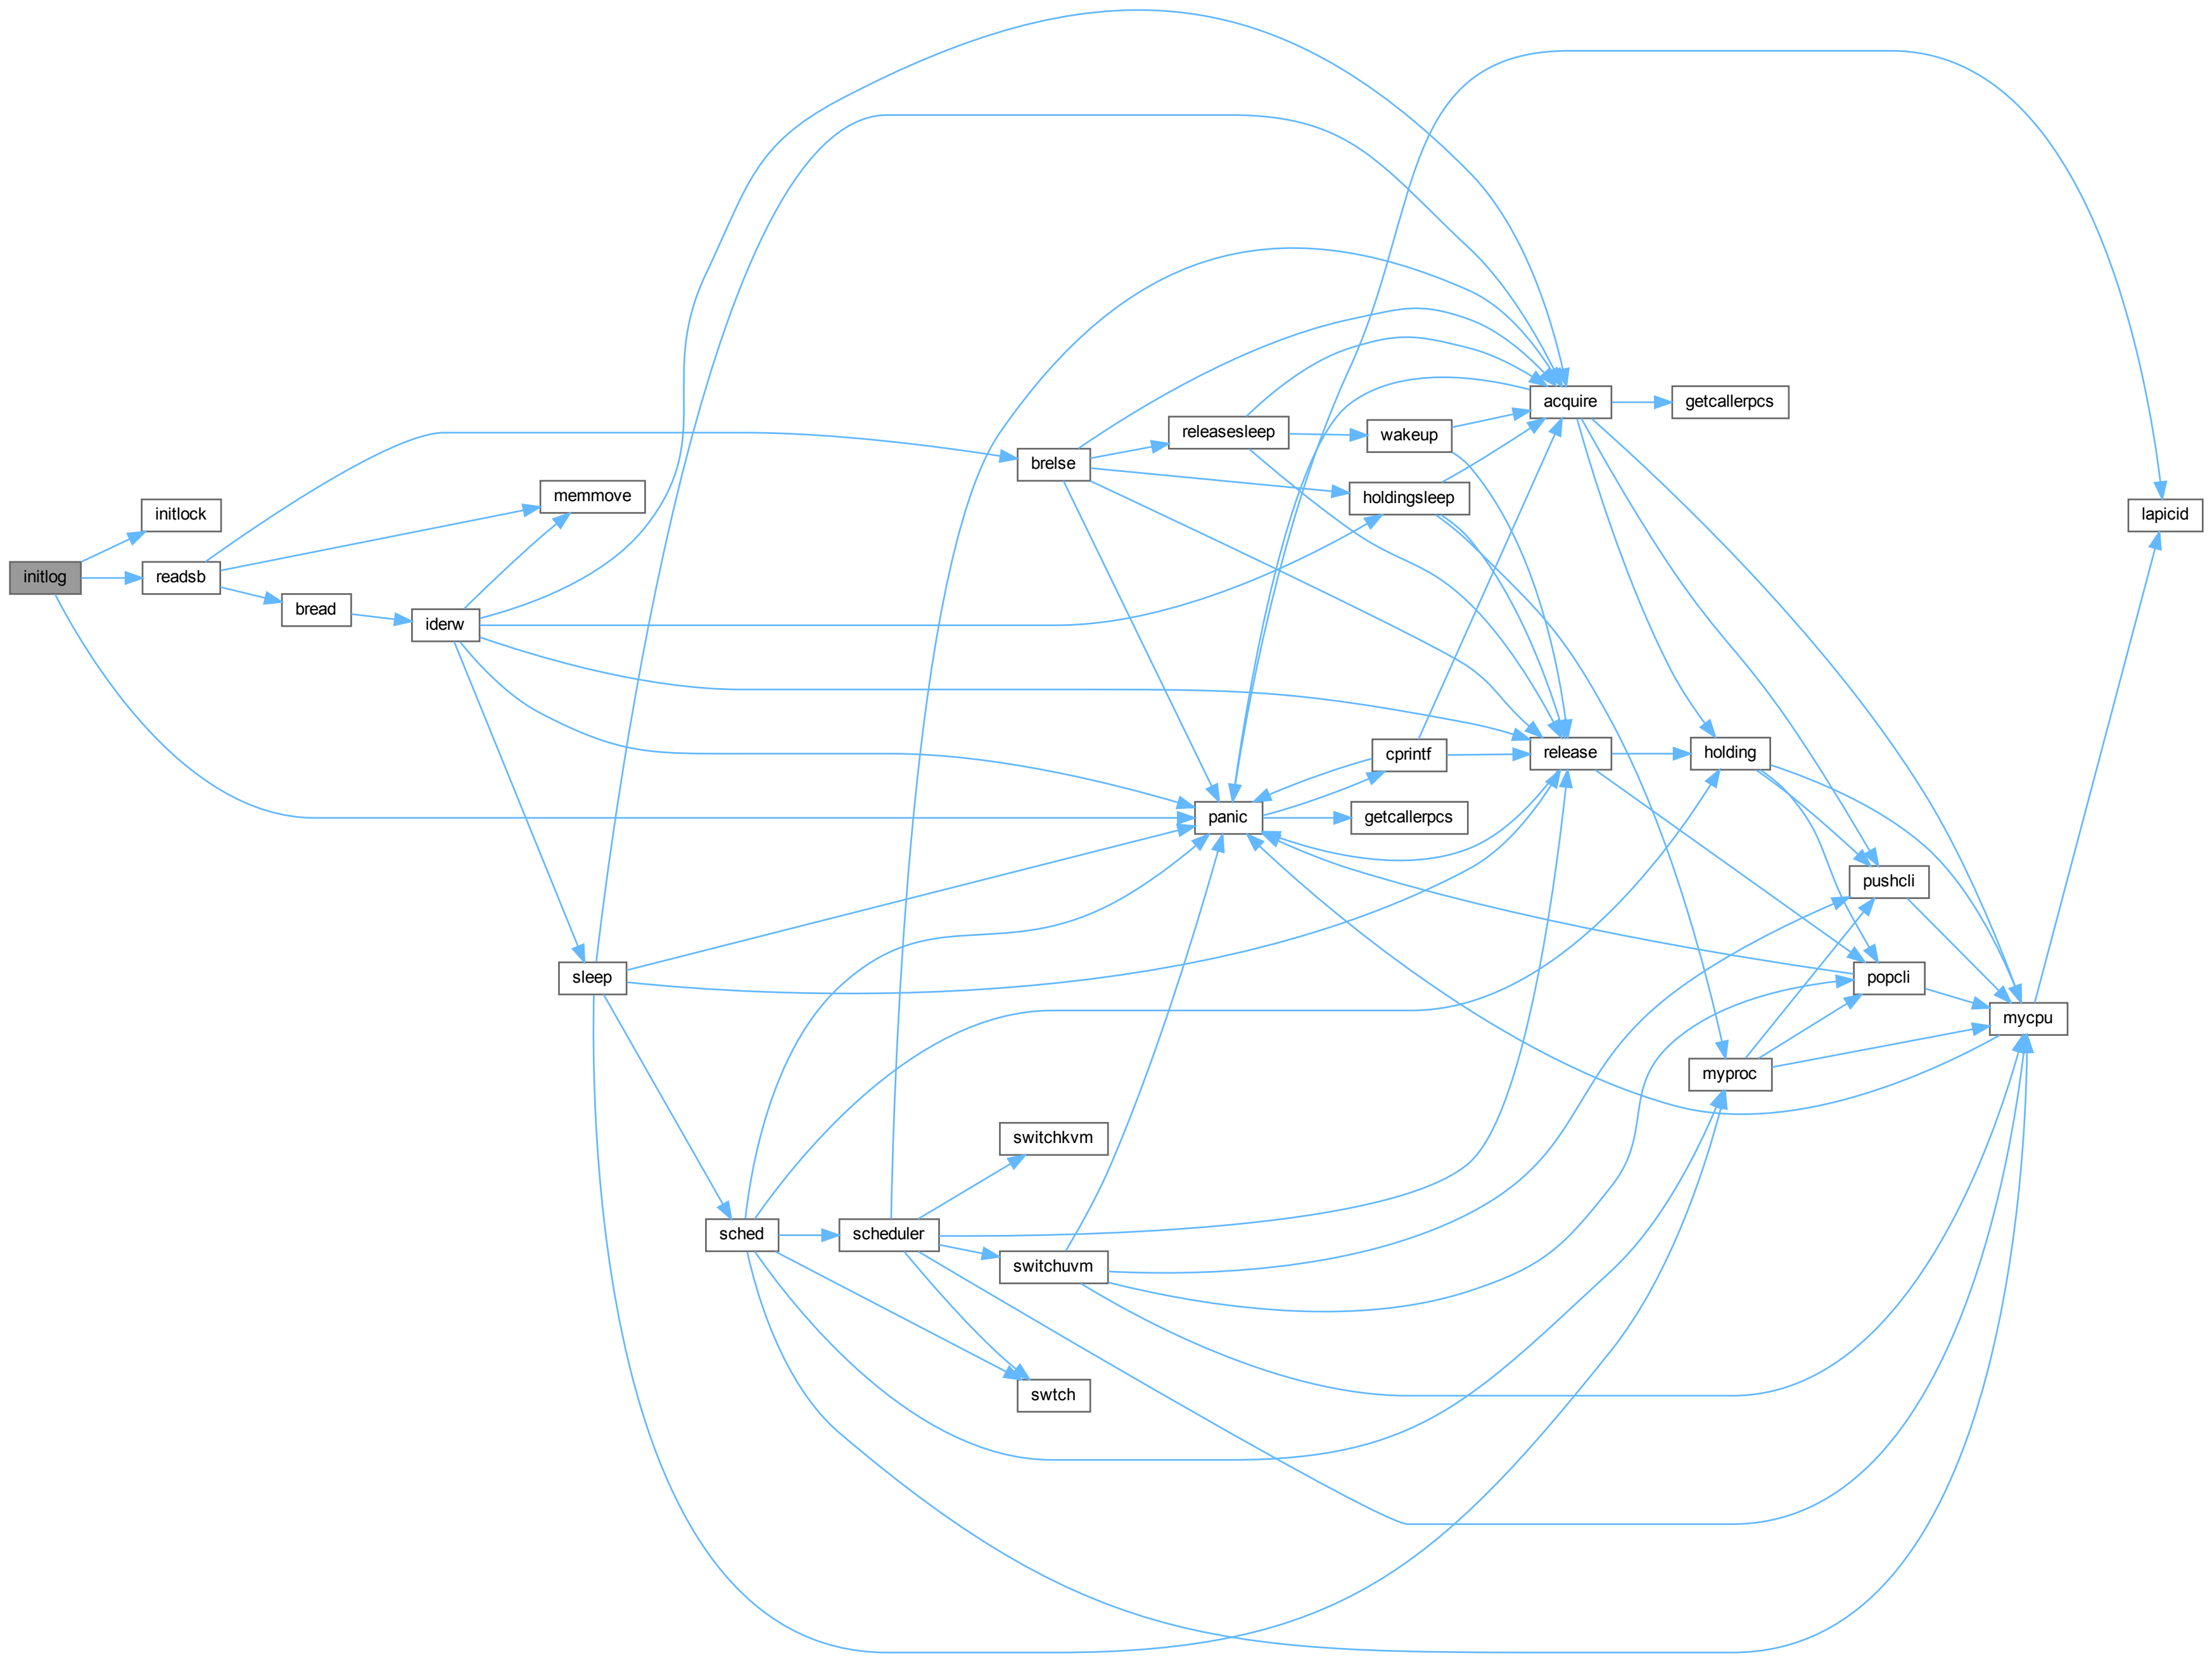 initlog
initlock
readsb
bread
iderw
memmove
sleep
sched
scheduler
switchkvm
switchuvm
swtch
brelse
releasesleep
wakeup
holdingsleep
panic
cprintf
getcallerpcs
acquire
getcallerpcs
release
holding
pushcli
popcli
myproc
mycpu
lapicid